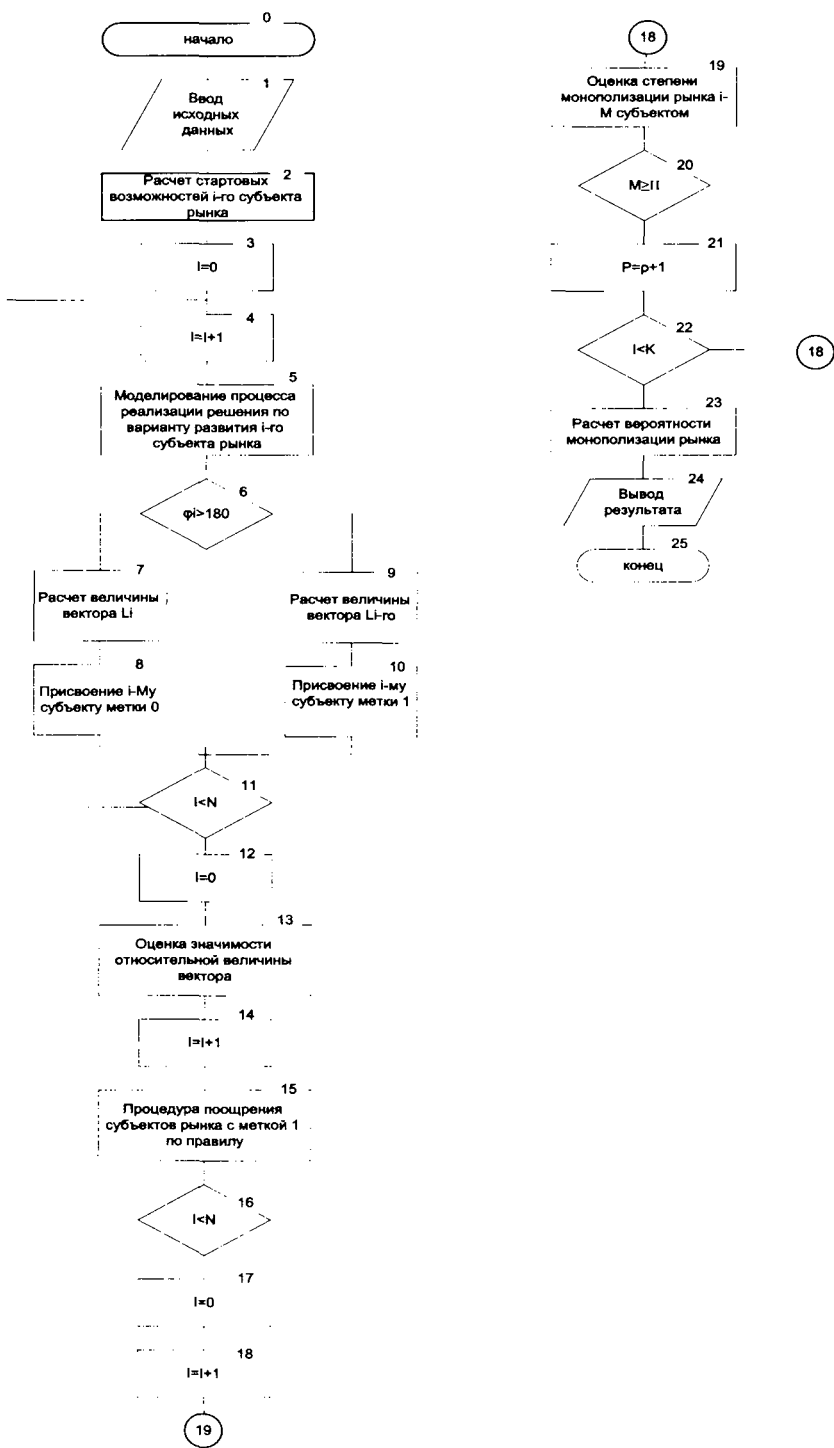 0
начало
1
Ввод
исходных
данных
2
Расчет стартовых
возможностей i-го субъекта
рынка
3
I=0
4
I=I+1
5
Моделирование процесса
реализации решения по
варианту развития i-го
субъекта рынка
6
φi>180
7
Расчет величины
вектора Li
8
Присвоение i-Му
субъекту метки 0
9
Расчет величины
вектора Li-го
10
Присвоение i-му
субъекту метки 1
11
I<N
12
I=0
13
Оценка значимости
относительной величины
вектора
14
I=I+1
15
Процедура поощрения
субъектов рынка с меткой 1
по правилу
16
I<N
17
I=0
18
I=I+1
19
18
19
Оценка степени
монополизации рынка i-
М субъектом
20
M≥П
21
P=ρ+1
22
I<K
18
23
Расчет вероятности
монополизации рынка
24
Вывод
результата
25
конец